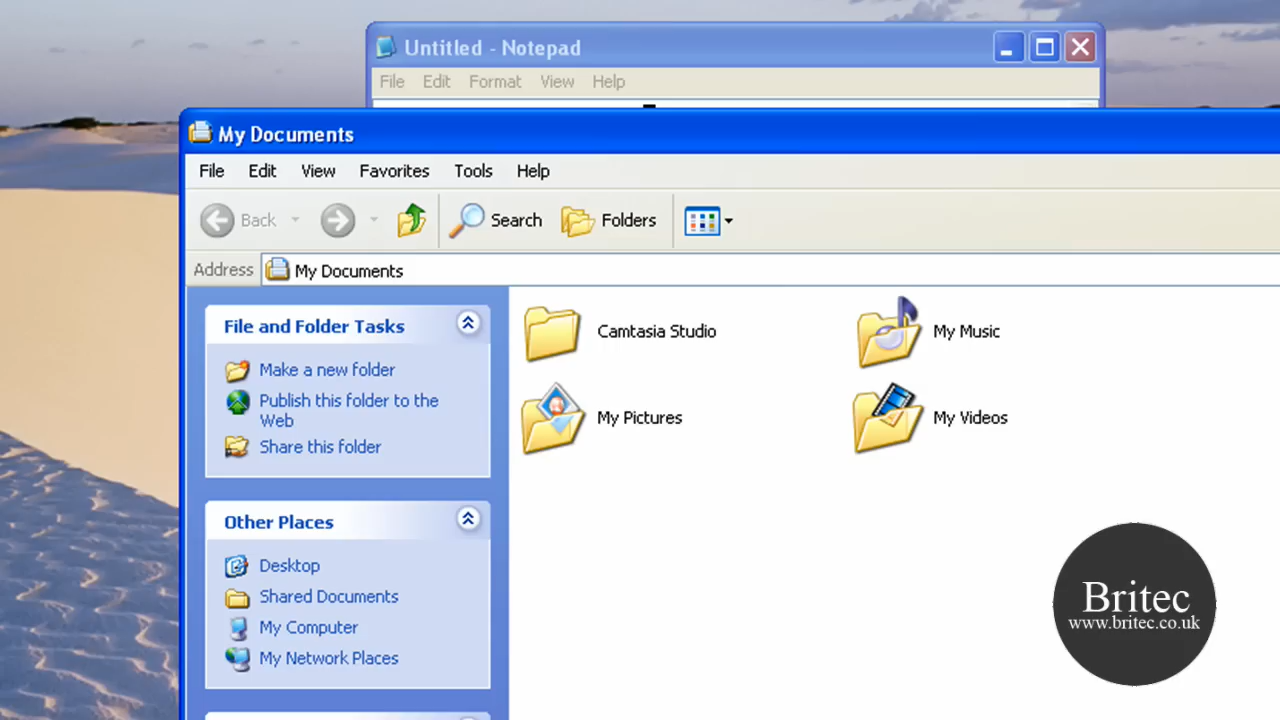 Untitled - Notepad
File Edit Format View Help
My Documents
File Edit View Favorites Tools Help
Back Search Folders
Address My Documents
File and Folder Tasks
Make a new folder
Publish this folder to the
Web
Share this folder
Other Places
Desktop
Shared Documents
My Computer
My Network Places
Camtasia Studio My Music
My Pictures My Videos
Britec
www.britec.co.uk